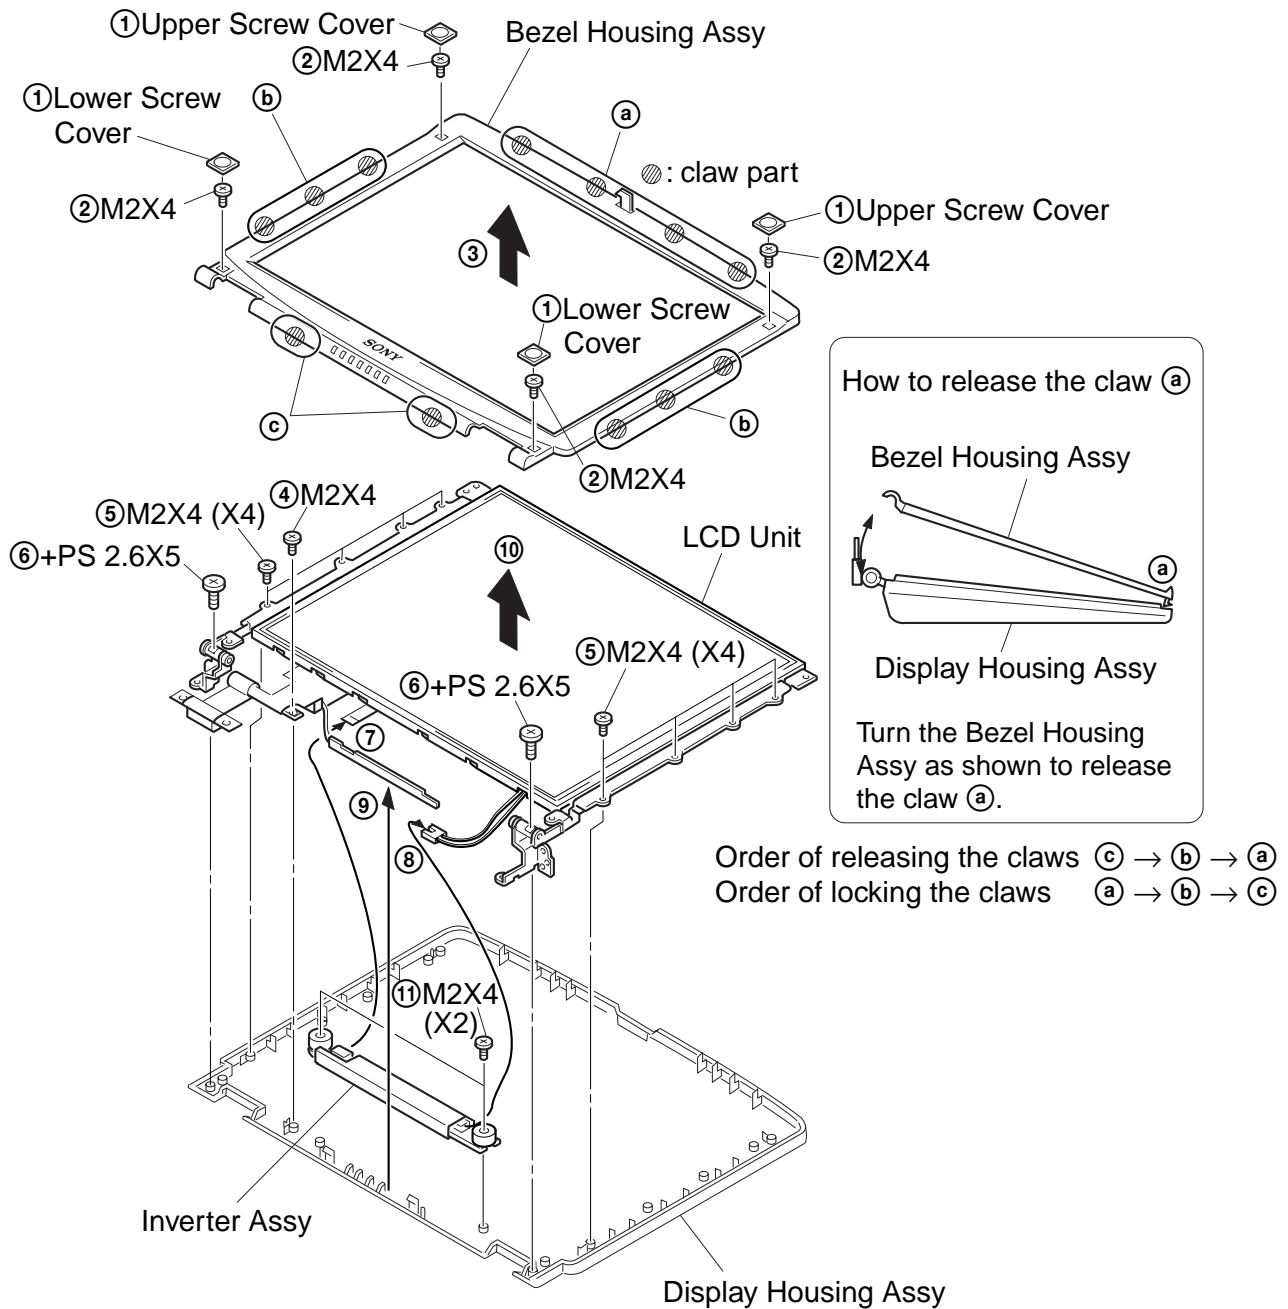 ①Upper Screw Cover
Bezel Housing Assy
②M2X4
①Lower Screw
Cover
ⓑ
ⓐ
: claw part
②M2X4
①Upper Screw Cover
②M2X4
③
①Lower Screw
Cover
SONY
ⓒ
ⓑ
②M2X4
How to release the claw ⓐ
Bezel Housing Assy
ⓐ
Display Housing Assy
Turn the Bezel Housing
Assy as shown to release
the claw ⓐ.
④M2X4
⑤M2X4 (X4)
⑥+PS 2.6X5
LCD Unit
⑩
⑤M2X4 (X4)
⑥+PS 2.6X5
⑦
⑨
⑧
Order of releasing the claws ⓒ → ⓑ → ⓐ
Order of locking the claws ⓐ → ⓑ → ⓒ
⑪M2X4
(X2)
Inverter Assy
Display Housing Assy